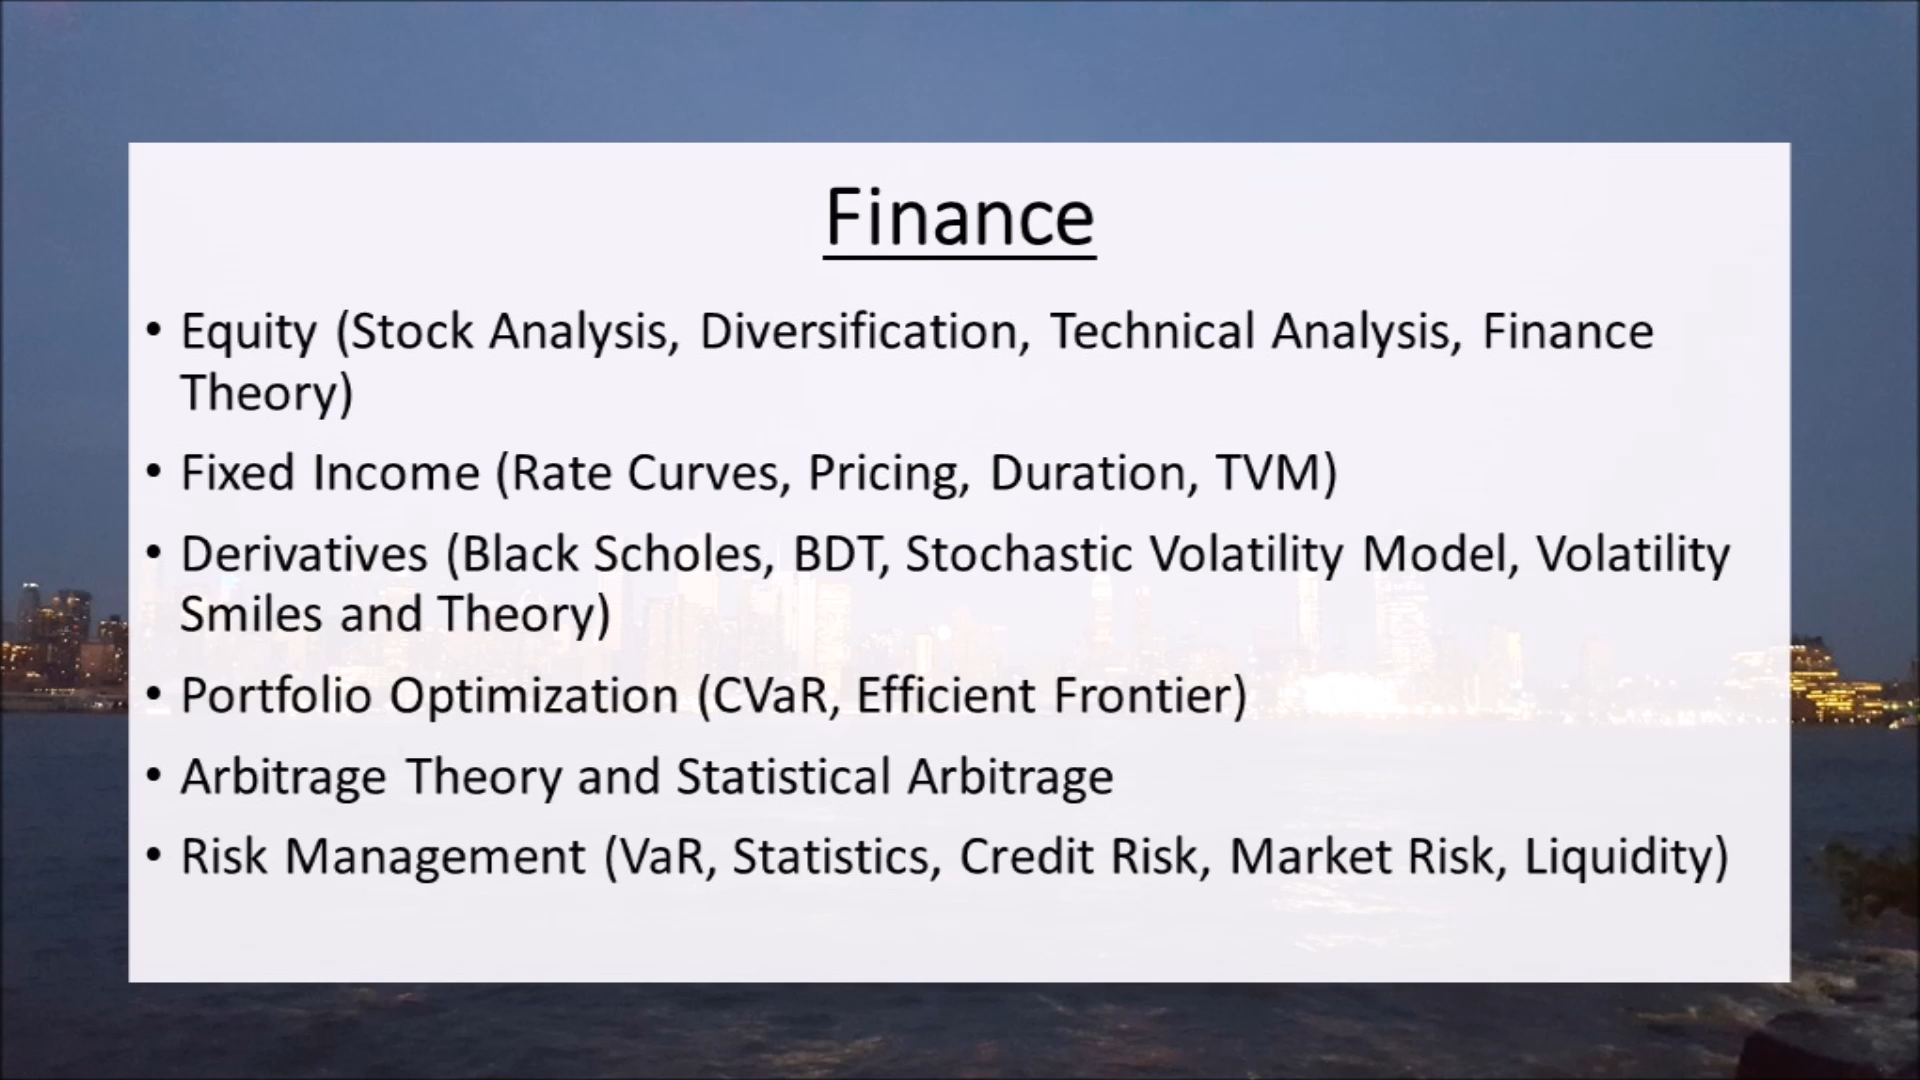 Finance
• Equity (Stock Analysis, Diversification, Technical Analysis, Finance
Theory)
• Fixed Income (Rate Curves, Pricing, Duration, TVM)
• Derivatives (Black Scholes, BDT, Stochastic Volatility Model, Volatility
Smiles and Theory)
• Portfolio Optimization (CVaR, Efficient Frontier)
• Arbitrage Theory and Statistical Arbitrage
• Risk Management (VaR, Statistics, Credit Risk, Market Risk, Liquidity)